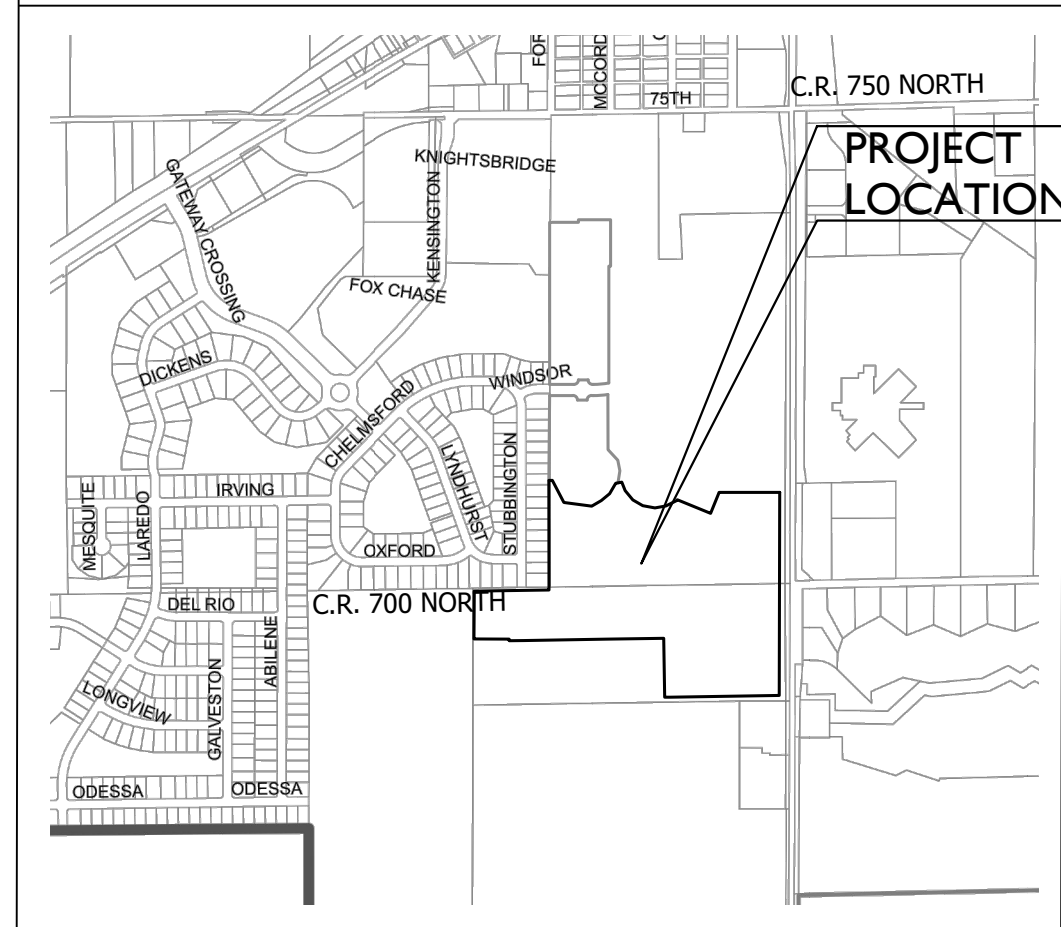 FOR
MCCORD
75TH
C.R. 750 NORTH
PROJECT
LOCATION
KNIGHTSBRIDGE
KENSINGTON
GATEWAY CROSSING
FOX CHASE
DICKENS
WINDSOR
CHELMSFORD
LYNDHURST
STUBBINGTON
IRVING
MESQUITE
LAREDO
OXFORD
DEL RIO
C.R. 700 NORTH
ABILENE
GALVESTON
LONGVIEW
ODESSA
ODESSA